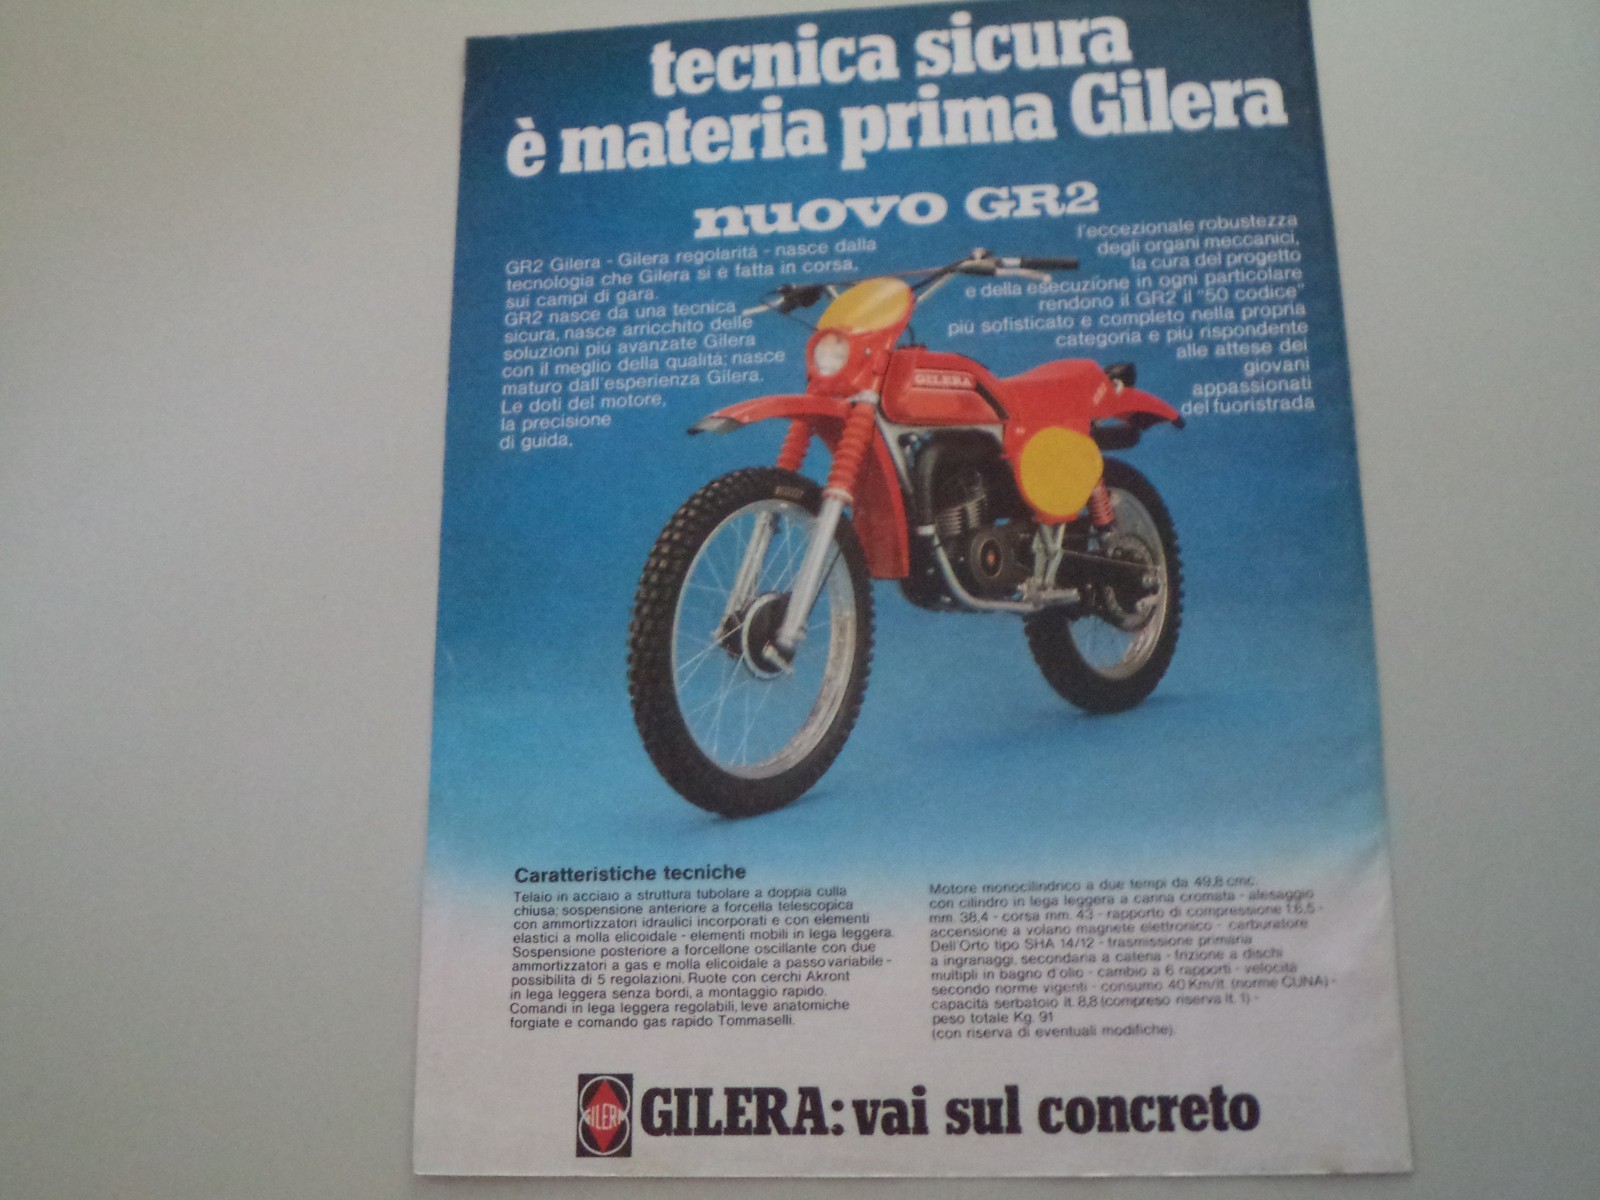 tecnica sicura
è materia prima Gilera
nuovo GR2
GR2 Gilera - Gilera regolarità - nasce dalla
tecnologia che Gilera si è fatta in corsa,
sui campi di gara.
GR2 nasce da una tecnica
sicura, nasce arricchito delle
soluzioni più avanzate Gilera
con il meglio della qualità; nasce
maturo dall'esperienza Gilera.
Le doti del motore,
la precisione
di guida,
l'eccezionale robustezza
degli organi meccanici,
la cura del progetto
e della esecuzione in ogni particolare
rendono il GR2 il "50 codice"
più sofisticato e completo nella propria
categoria e più rispondente
alle attese dei
giovani
appassionati
del fuoristrada
GILERA
Caratteristiche tecniche
Telaio in acciaio a struttura tubolare a doppia culla
chiusa; sospensione anteriore a forcella telescopica
con ammortizzatori idraulici incorporati e con elementi
elastici a molla elicoidale - elementi mobili in lega leggera.
Sospensione posteriore a forcellone oscillante con due
ammortizzatori a gas e molla elicoidale a passo variabile -
possibilità di 5 regolazioni. Ruote con cerchi Akront
in lega leggera senza bordi, a montaggio rapido.
Comandi in lega leggera regolabili, leve anatomiche
forgiate e comando gas rapido Tommaselli.
Motore monocilindrico a due tempi da 49,8 cmc.
con cilindro in lega leggera a canna cromata - alesaggio
mm. 38,4 - corsa mm. 43 - rapporto di compressione 1:6,5 -
accensione a volano magnete elettronico - carburatore
Dell'Orto tipo SHA 14/12 - trasmissione primaria
a ingranaggi, secondaria a catena - frizione a dischi
multipli in bagno d'olio - cambio a 6 rapporti - velocità
secondo norme vigenti - consumo 40 Km/lt. (norme CUNA) -
capacità serbatoio lt. 8,8 (compreso riserva lt. 1) -
peso totale Kg. 91
(con riserva di eventuali modifiche).
GILERA
GILERA: vai sul concreto